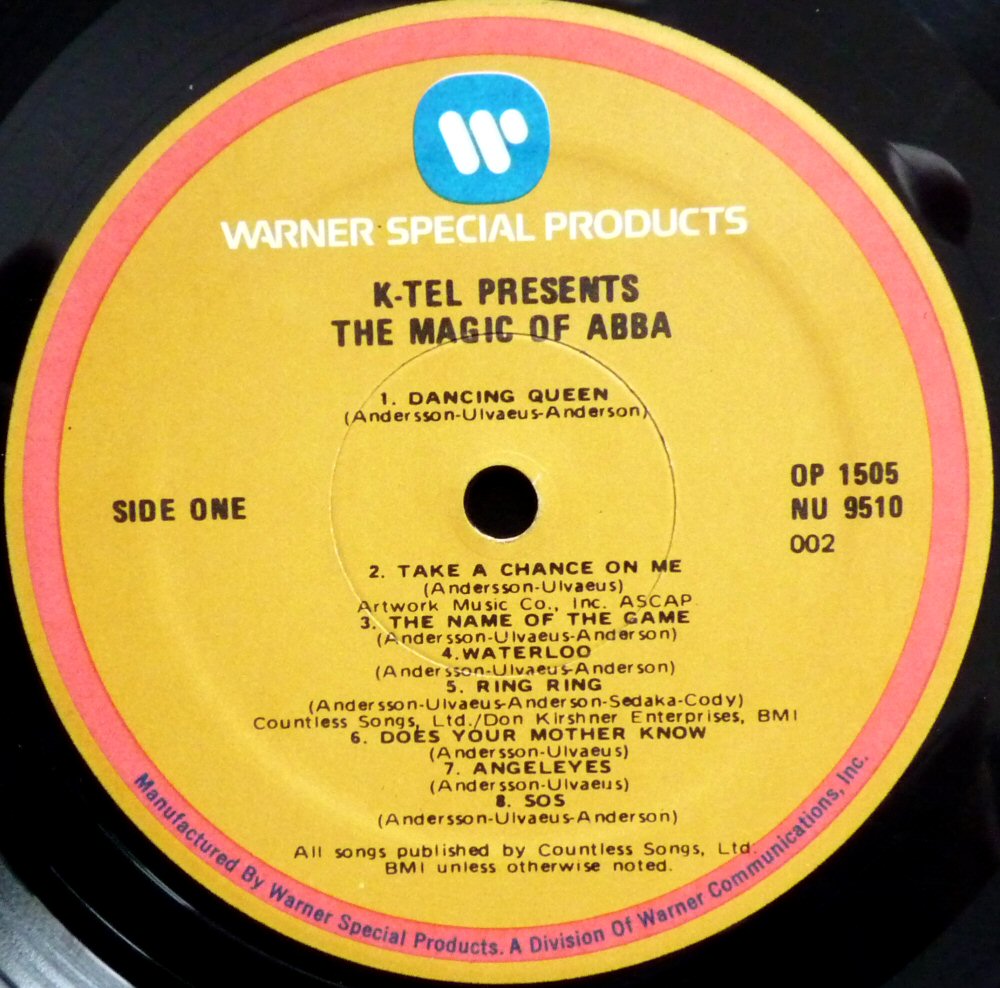 WARNER SPECIAL PRODUCTS
K-TEL PRESENTS
THE MAGIC OF ABBA
1. DANCING QUEEN
(Andersson-Ulvaeus-Anderson)
SIDE ONE
OP 1505
NU 9510
002
2. TAKE A CHANCE ON ME
(Andersson-Ulvaeus)
Artwork Music Co., Inc. ASCAP
3. THE NAME OF THE GAME
(Andersson-Ulvaeus-Anderson)
4.WATERLOO
(Andersson-Ulvaeus-Anderson)
5. RING RING
(Andersson-Ulvaeus-Anderson-Sedaka-Cody)
Countless Songs, Ltd./Don Kirshner Enterprises, BMI
6. DOES YOUR MOTHER KNOW
(Andersson-Ulvaeus)
7. ANGELEYES
(Andersson-Ulvaeus)
8. SOS
(Andersson-Ulvaeus-Anderson)
All songs published by Countless Songs, Ltd.
BMI unless otherwise noted.
Manufactured By Warner Special Products. A Division Of Warner Communications, Inc.